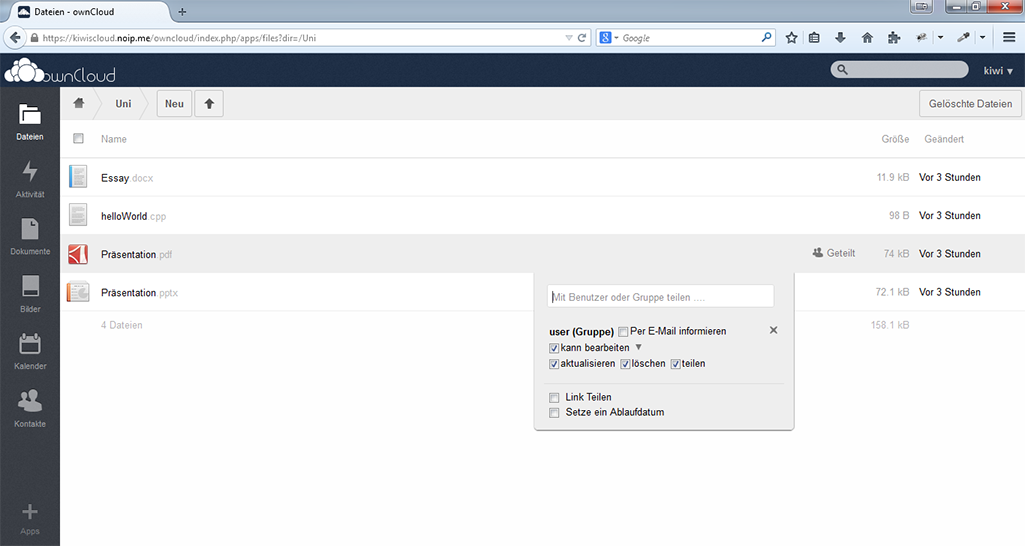 Dateien - ownCloud
https://kiwiscloud.noip.me/owncloud/index.php/apps/files?dir=/Uni
Google
ownCloud
kiwi
Uni
Neu
Gelöschte Dateien
Dateien
Name
Größe
Geändert
Essay.docx
11.9 kB
Vor 3 Stunden
Aktivität
helloWorld.cpp
98 B
Vor 3 Stunden
Dokumente
Präsentation.pdf
Geteilt
74 kB
Vor 3 Stunden
Bilder
Präsentation.pptx
72.1 kB
Vor 3 Stunden
4 Dateien
158.1 kB
Mit Benutzer oder Gruppe teilen ....
user (Gruppe) Per E-Mail informieren
kann bearbeiten
aktualisieren löschen teilen
Link Teilen
Setze ein Ablaufdatum
Kalender
Kontakte
Apps